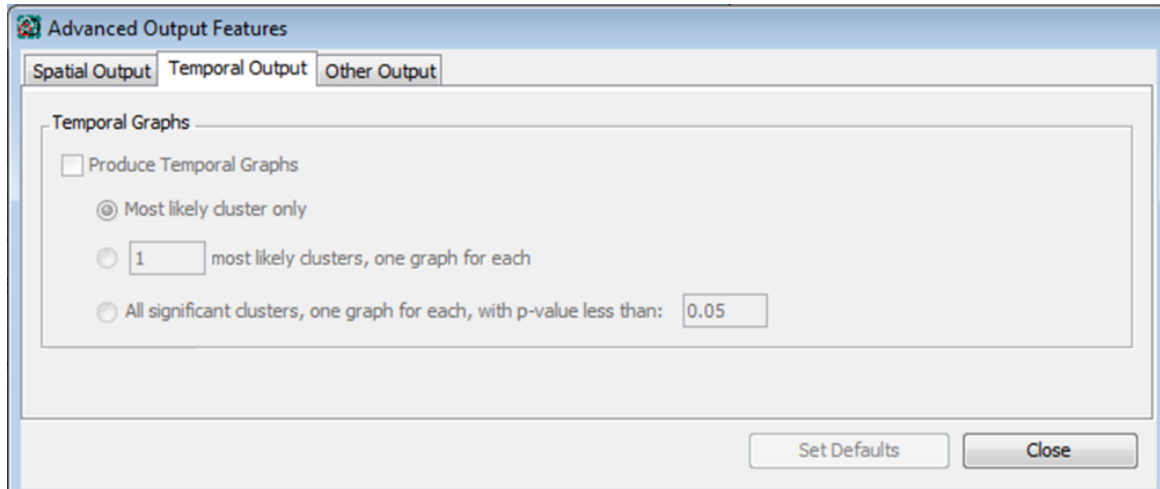 Advanced Output Features
Spatial Output Temporal Output Other Output
Temporal Graphs
Produce Temporal Graphs
Most likely cluster only
1 most likely clusters, one graph for each
All significant clusters, one graph for each, with p-value less than: 0.05
Set Defaults Close